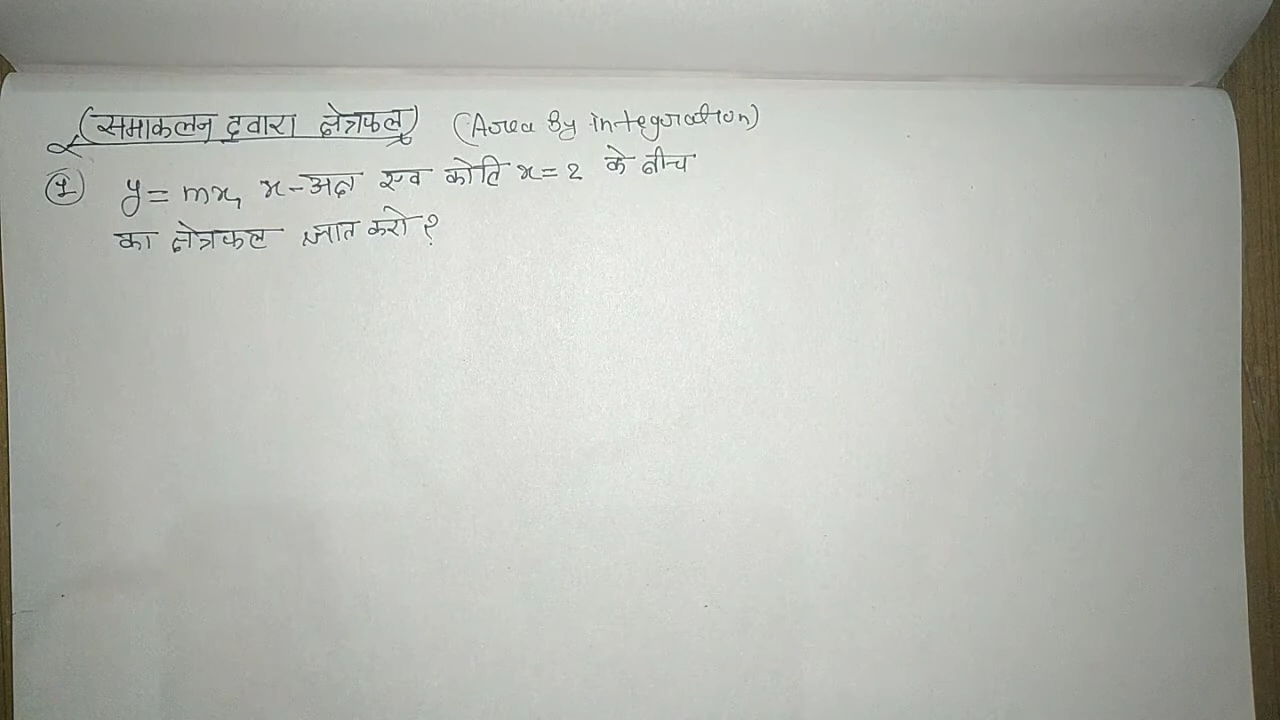 (समाकलन द्वारा क्षेत्रफल) (Area By integration)
① y = mx, x-अक्ष एव कोटि x = 2 के बीच
का क्षेत्रफल ज्ञात करो ?